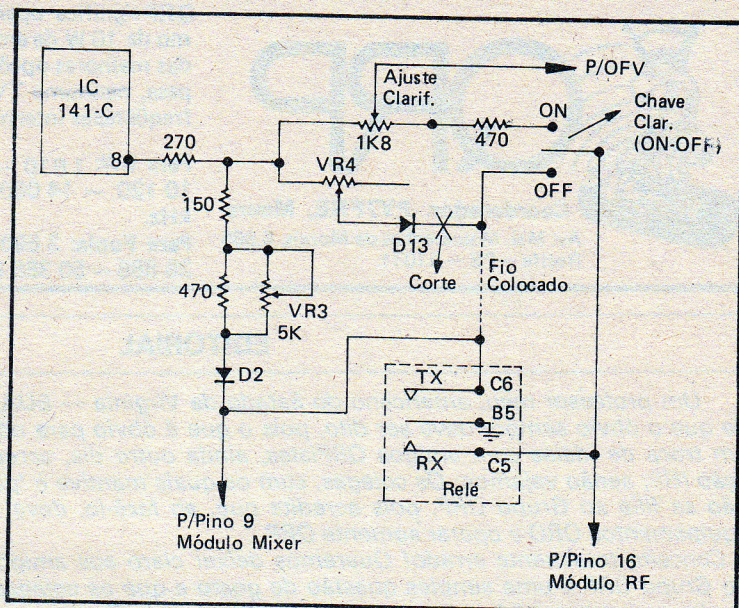 IC
141-C
8
270
Ajuste
Clarif.
P/OFV
1K8
470
ON
Chave
Clar.
(ON-OFF)
OFF
VR4
150
D13
Corte
Fio
Colocado
470
VR3
5K
D2
TX
C6
B5
RX
C5
Relé
P/Pino 9
Módulo Mixer
P/Pino 16
Módulo RF